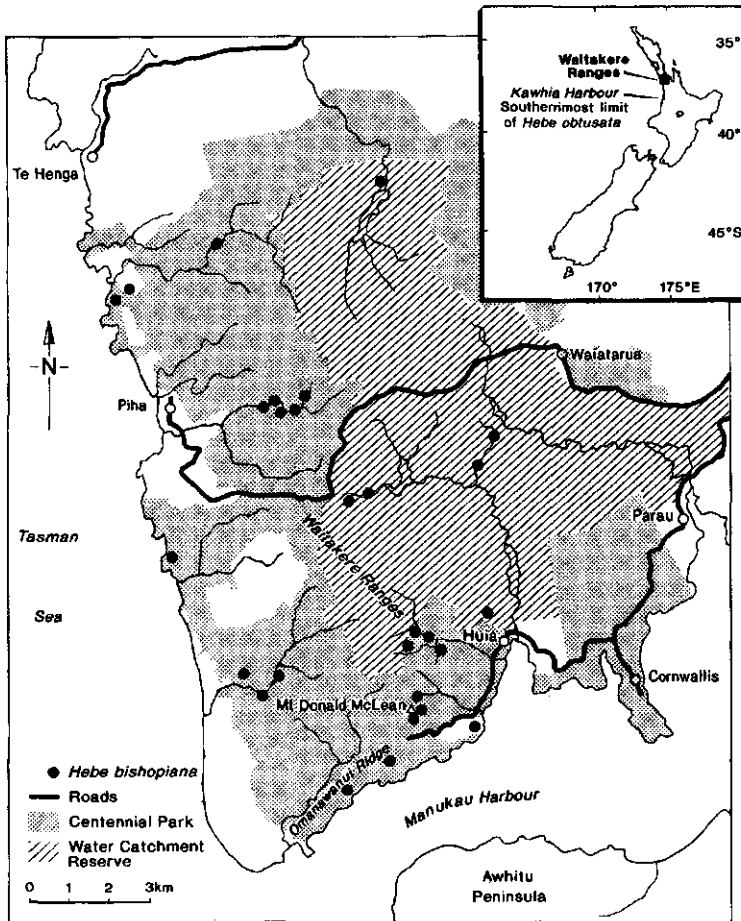 35°
Waitakere
Ranges
Kawhia Harbour
Southernmost limit
of Hebe obtusata
40°
45°S
170°
175°E
Te Henga
N
Waiatarua
Piha
Parau
Tasman
Sea
Waitakere Ranges
Huia
Cornwallis
Mt Donald McLean
Omanawanui Ridge
Manukau Harbour
Awhitu
Peninsula
Hebe bishopiana
Roads
Centennial Park
Water Catchment
Reserve
0 1 2 3km